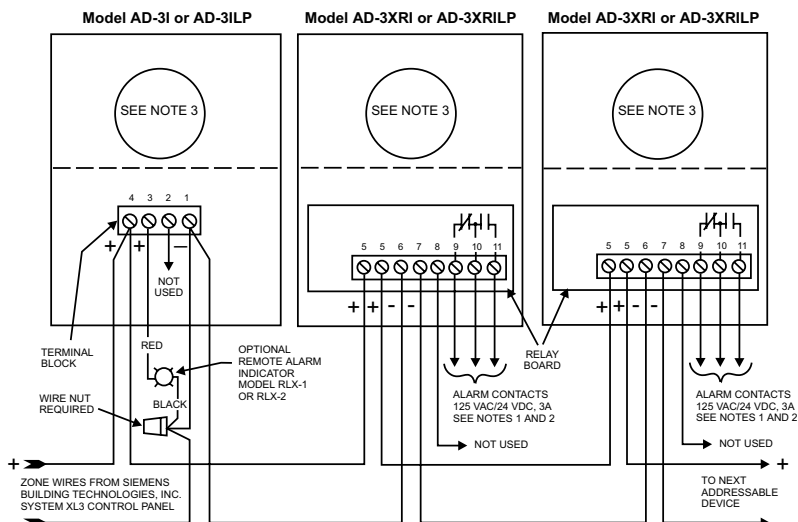 Model AD-3I or AD-3ILP
Model AD-3XRI or AD-3XRILP
Model AD-3XRI or AD-3XRILP
SEE NOTE 3
SEE NOTE 3
SEE NOTE 3
4 3 2 1
+ + –
NOT
USED
5 5 6 7 8 9 10 11
+ + - -
5 5 6 7 8 9 10 11
+ + - -
TERMINAL
BLOCK
RED
OPTIONAL
REMOTE ALARM
INDICATOR
MODEL RLX-1
OR RLX-2
RELAY
BOARD
WIRE NUT
REQUIRED
BLACK
ALARM CONTACTS
125 VAC/24 VDC, 3A
SEE NOTES 1 AND 2
ALARM CONTACTS
125 VAC/24 VDC, 3A
SEE NOTES 1 AND 2
NOT USED
NOT USED
+
+
ZONE WIRES FROM SIEMENS
BUILDING TECHNOLOGIES, INC.
SYSTEM XL3 CONTROL PANEL
TO NEXT
ADDRESSABLE
DEVICE